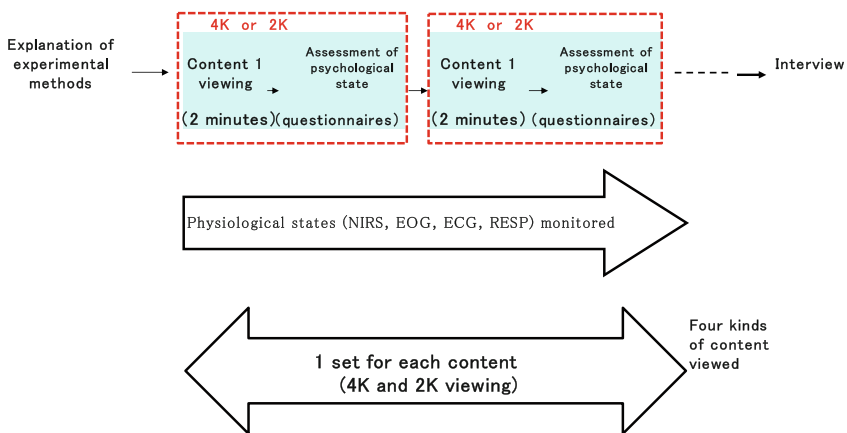 Explanation of
experimental
methods
4K or 2K
Content 1
viewing
(2 minutes)
Assessment of
psychological
state
(questionnaires)
4K or 2K
Content 1
viewing
(2 minutes)
Assessment of
psychological
state
(questionnaires)
Interview
Physiological states (NIRS, EOG, ECG, RESP) monitored
1 set for each content
(4K and 2K viewing)
Four kinds
of content
viewed